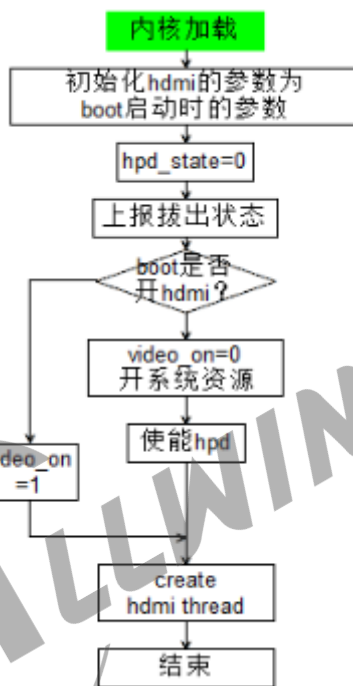 内核加载
初始化hdmi的参数为
boot启动时的参数
hpd_state=0
上报拔出状态
boot是否
开hdmi？
video_on=0
开系统资源
使能hpd
deo_on
=1
create
hdmi thread
结束
ALLWIN